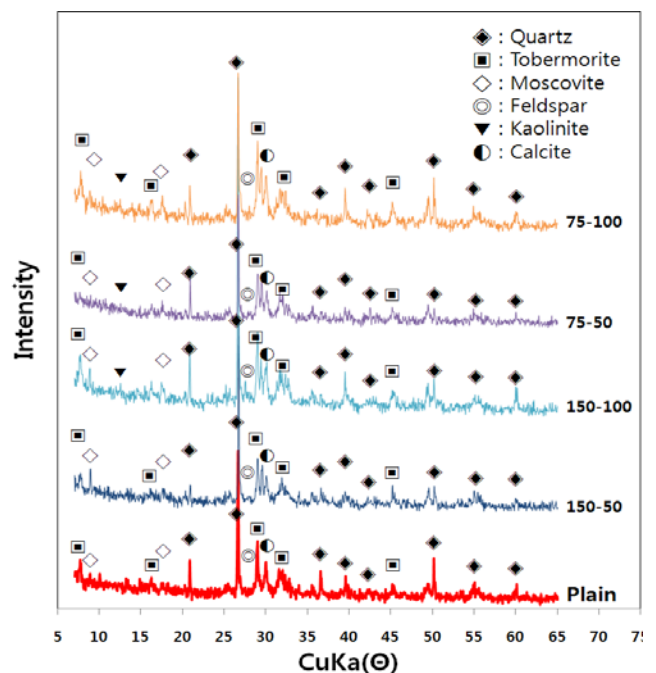 ◈ : Quartz
▣ : Tobermorite
◇ : Moscovite
◎ : Feldspar
▼ : Kaolinite
◐ : Calcite
75-100
75-50
150-100
150-50
Plain
Intensity
5 10 15 20 25 30 35 40 45 50 55 60 65 70 75
CuKa(Θ)